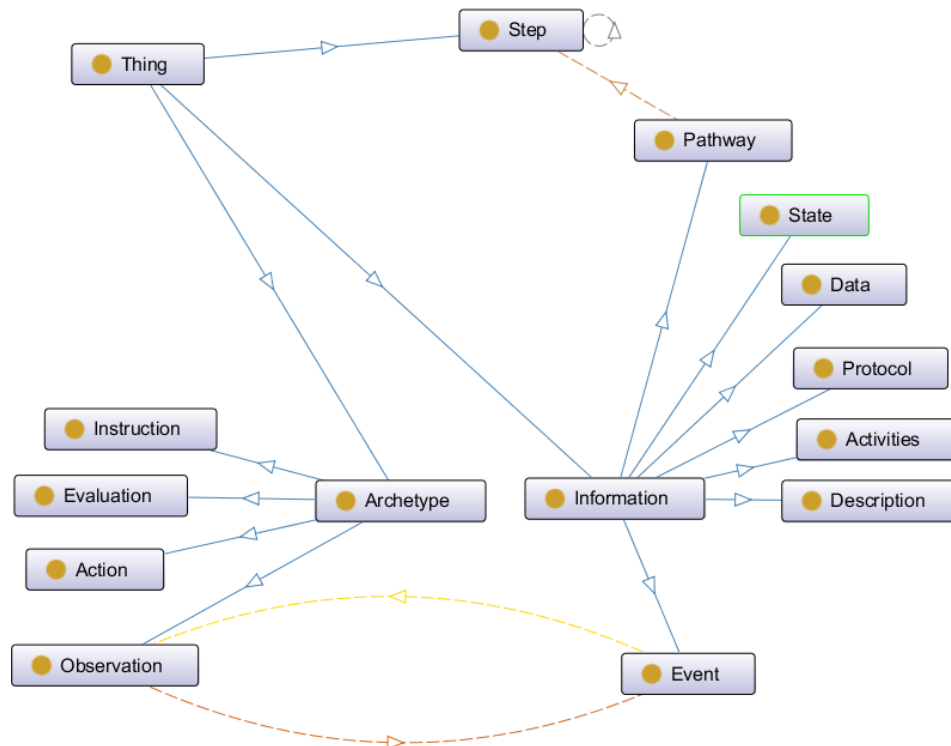 Step
Thing
Pathway
State
Data
Protocol
Instruction
Activities
Evaluation
Archetype
Information
Description
Action
Observation
Event